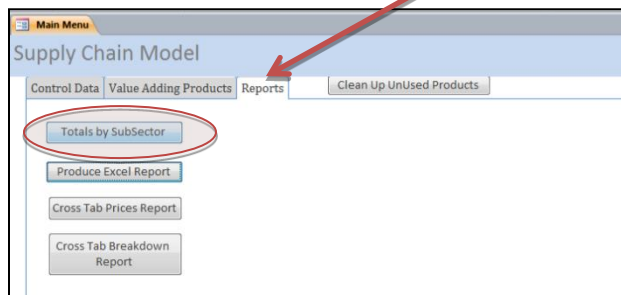 Main Menu
Supply Chain Model
Control Data Value Adding Products Reports Clean Up UnUsed Products
Totals by SubSector
Produce Excel Report
Cross Tab Prices Report
Cross Tab Breakdown
Report